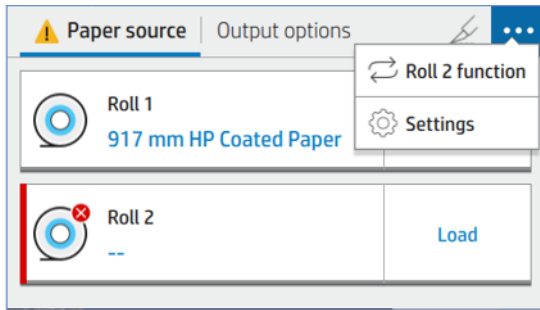 Paper source
Output options
Roll 2 function
Settings
Roll 1
917 mm HP Coated Paper
Roll 2
--
Load